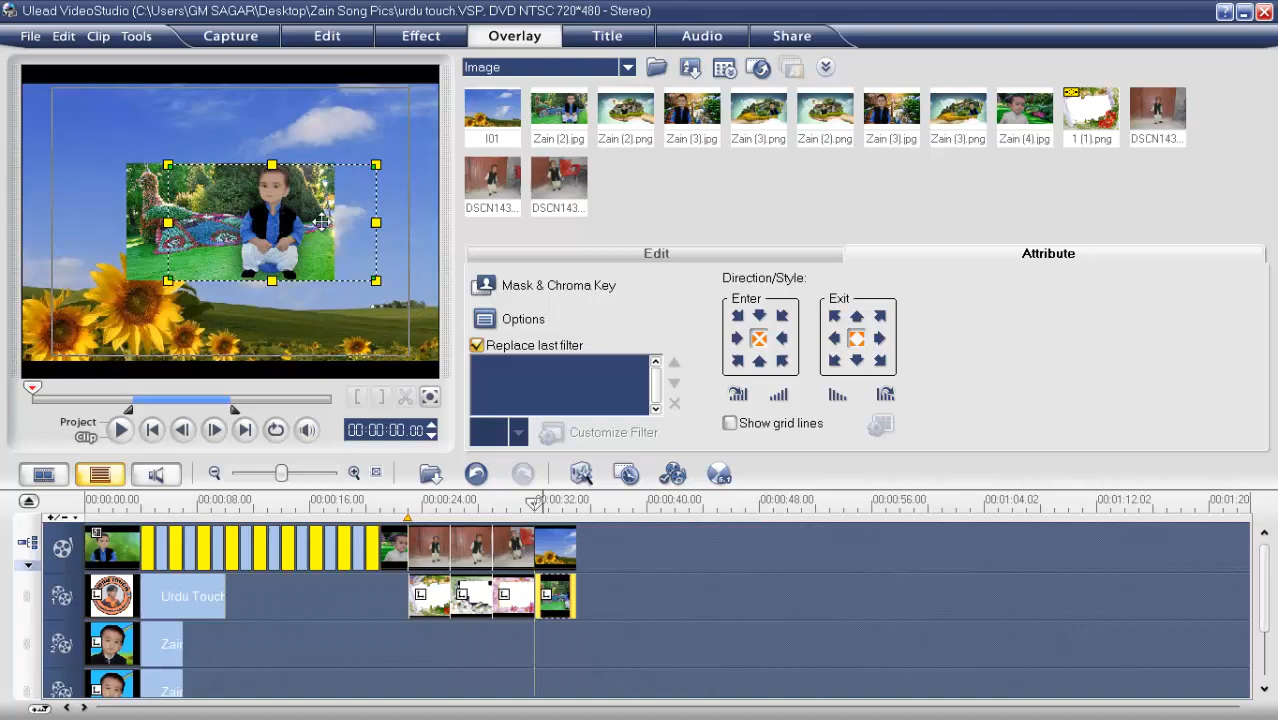 Ulead VideoStudio (C:\Users\GM SAGAR\Desktop\Zain Song Pics\urdu touch.VSP, DVD NTSC 720*480 - Stereo)
File Edit Clip Tools Capture Edit Effect Overlay Title Audio Share
Image
I01 Zain (2).jpg Zain (2).png Zain (3).jpg Zain (3).png Zain (2).png Zain (3).jpg Zain (3).png Zain (4).jpg 1 (1).png DSCN143...
DSCN143... DSCN143...
Edit Attribute
Mask & Chroma Key
Options
Replace last filter
Customize Filter
Direction/Style:
Enter Exit
Show grid lines
Project
Clip
00:00:00.00
00:00:00.00 00:00:08.00 00:00:16.00 00:00:24.00 00:00:32.00 00:00:40.00 00:00:48.00 00:00:56.00 00:01:04.02 00:01:12.02 00:01:20
Urdu Touch
Zair
Zair